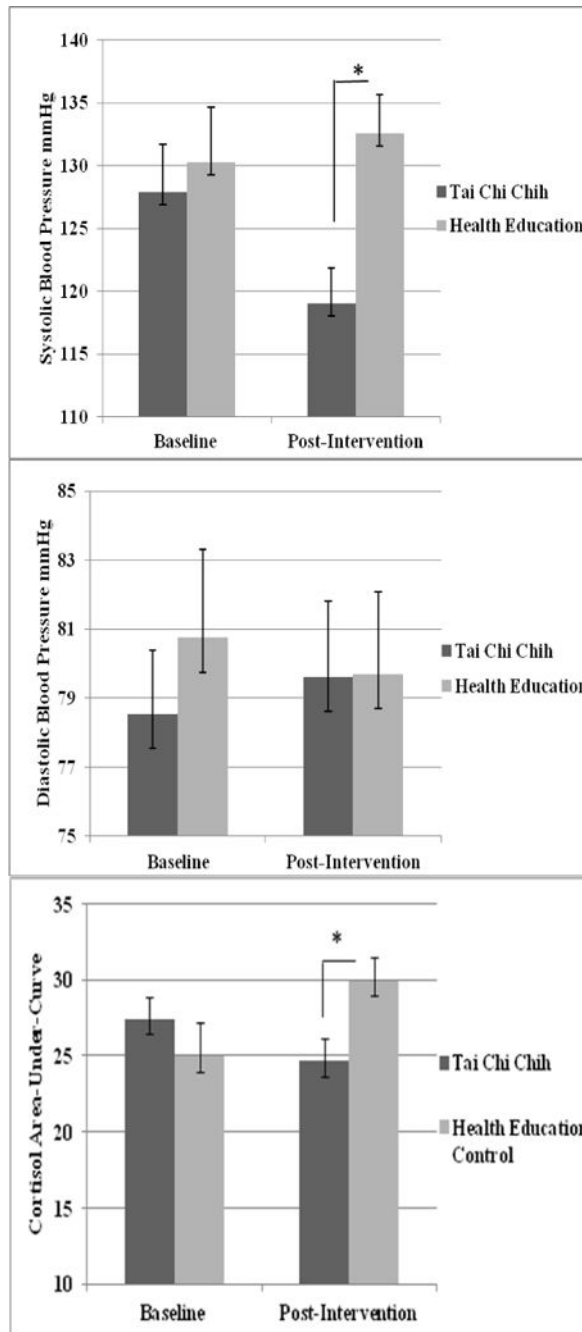 140
135
130
125
120
115
110
Systolic Blood Pressure mmHg
*
Tai Chi Chih
Health Education
Baseline
Post-Intervention
85
83
81
79
77
75
Diastolic Blood Pressure mmHg
Tai Chi Chih
Health Education
Baseline
Post-Intervention
35
30
25
20
15
10
Cortisol Area-Under-Curve
*
Tai Chi Chih
Health Education
Control
Baseline
Post-Intervention